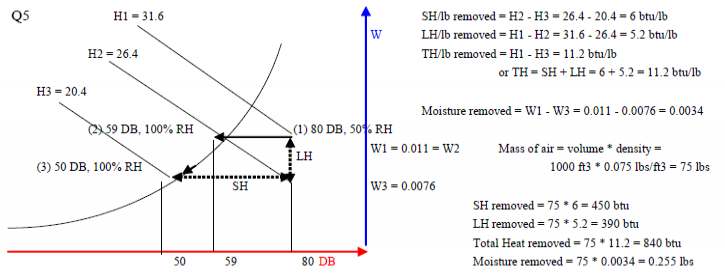 Q5
H1 = 31.6
H2 = 26.4
H3 = 20.4
(2) 59 DB, 100% RH
(1) 80 DB, 50% RH
(3) 50 DB, 100% RH
LH
SH
W
W1 = 0.011 = W2
W3 = 0.0076
50
59
80 DB
SH/lb removed = H2 - H3 = 26.4 - 20.4 = 6 btu/lb
LH/lb removed = H1 - H2 = 31.6 - 26.4 = 5.2 btu/lb
TH/lb removed = H1 - H3 = 11.2 btu/lb
or TH = SH + LH = 6 + 5.2 = 11.2 btu/lb
Moisture removed = W1 - W3 = 0.011 - 0.0076 = 0.0034
Mass of air = volume * density =
1000 ft3 * 0.075 lbs/ft3 = 75 lbs
SH removed = 75 * 6 = 450 btu
LH removed = 75 * 5.2 = 390 btu
Total Heat removed = 75 * 11.2 = 840 btu
Moisture removed = 75 * 0.0034 = 0.255 lbs